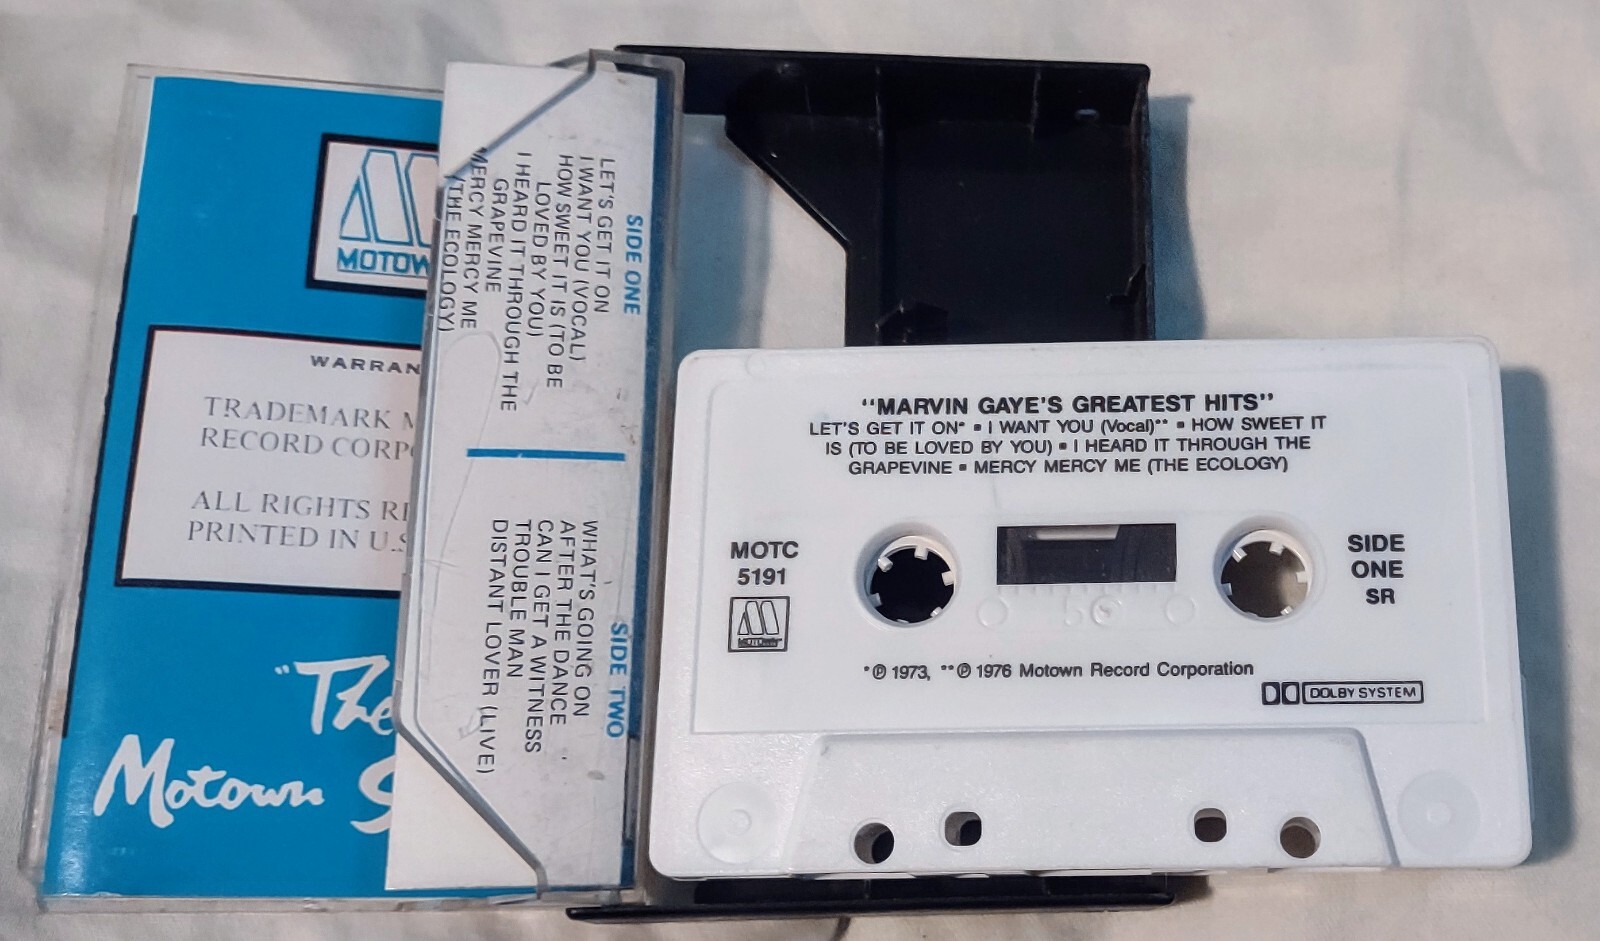 MOTOW
WARRAN
TRADEMARK M
RECORD CORPO
ALL RIGHTS RE
PRINTED IN U.S
"The
Motown S
SIDE ONE
LET'S GET IT ON
I WANT YOU (VOCAL)
HOW SWEET IT IS (TO BE
LOVED BY YOU)
I HEARD IT THROUGH THE
GRAPEVINE
MERCY MERCY ME
(THE ECOLOGY)
SIDE TWO
WHAT'S GOING ON
AFTER THE DANCE
CAN I GET A WITNESS
TROUBLE MAN
DISTANT LOVER (LIVE)
"MARVIN GAYE'S GREATEST HITS"
LET'S GET IT ON* ▪ I WANT YOU (Vocal)** ▪ HOW SWEET IT
IS (TO BE LOVED BY YOU) ▪ I HEARD IT THROUGH THE
GRAPEVINE ▪ MERCY MERCY ME (THE ECOLOGY)
MOTC
5191
MOTOWN
SIDE
ONE
SR
*℗ 1973, **℗ 1976 Motown Record Corporation
DOLBY SYSTEM